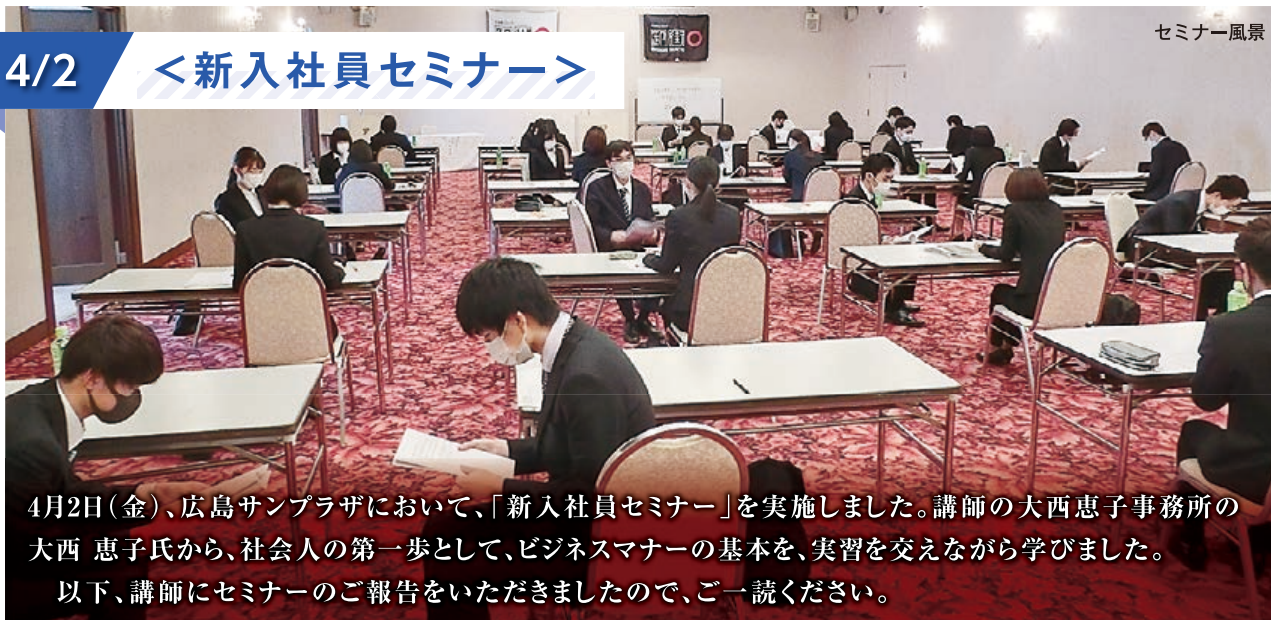 セミナー風景
4/2
＜新入社員セミナー＞
4月2日（金）、広島サンプラザにおいて、「新入社員セミナー」を実施しました。講師の大西恵子事務所の
大西 恵子氏から、社会人の第一歩として、ビジネスマナーの基本を、実習を交えながら学びました。
以下、講師にセミナーのご報告をいただきましたので、ご一読ください。